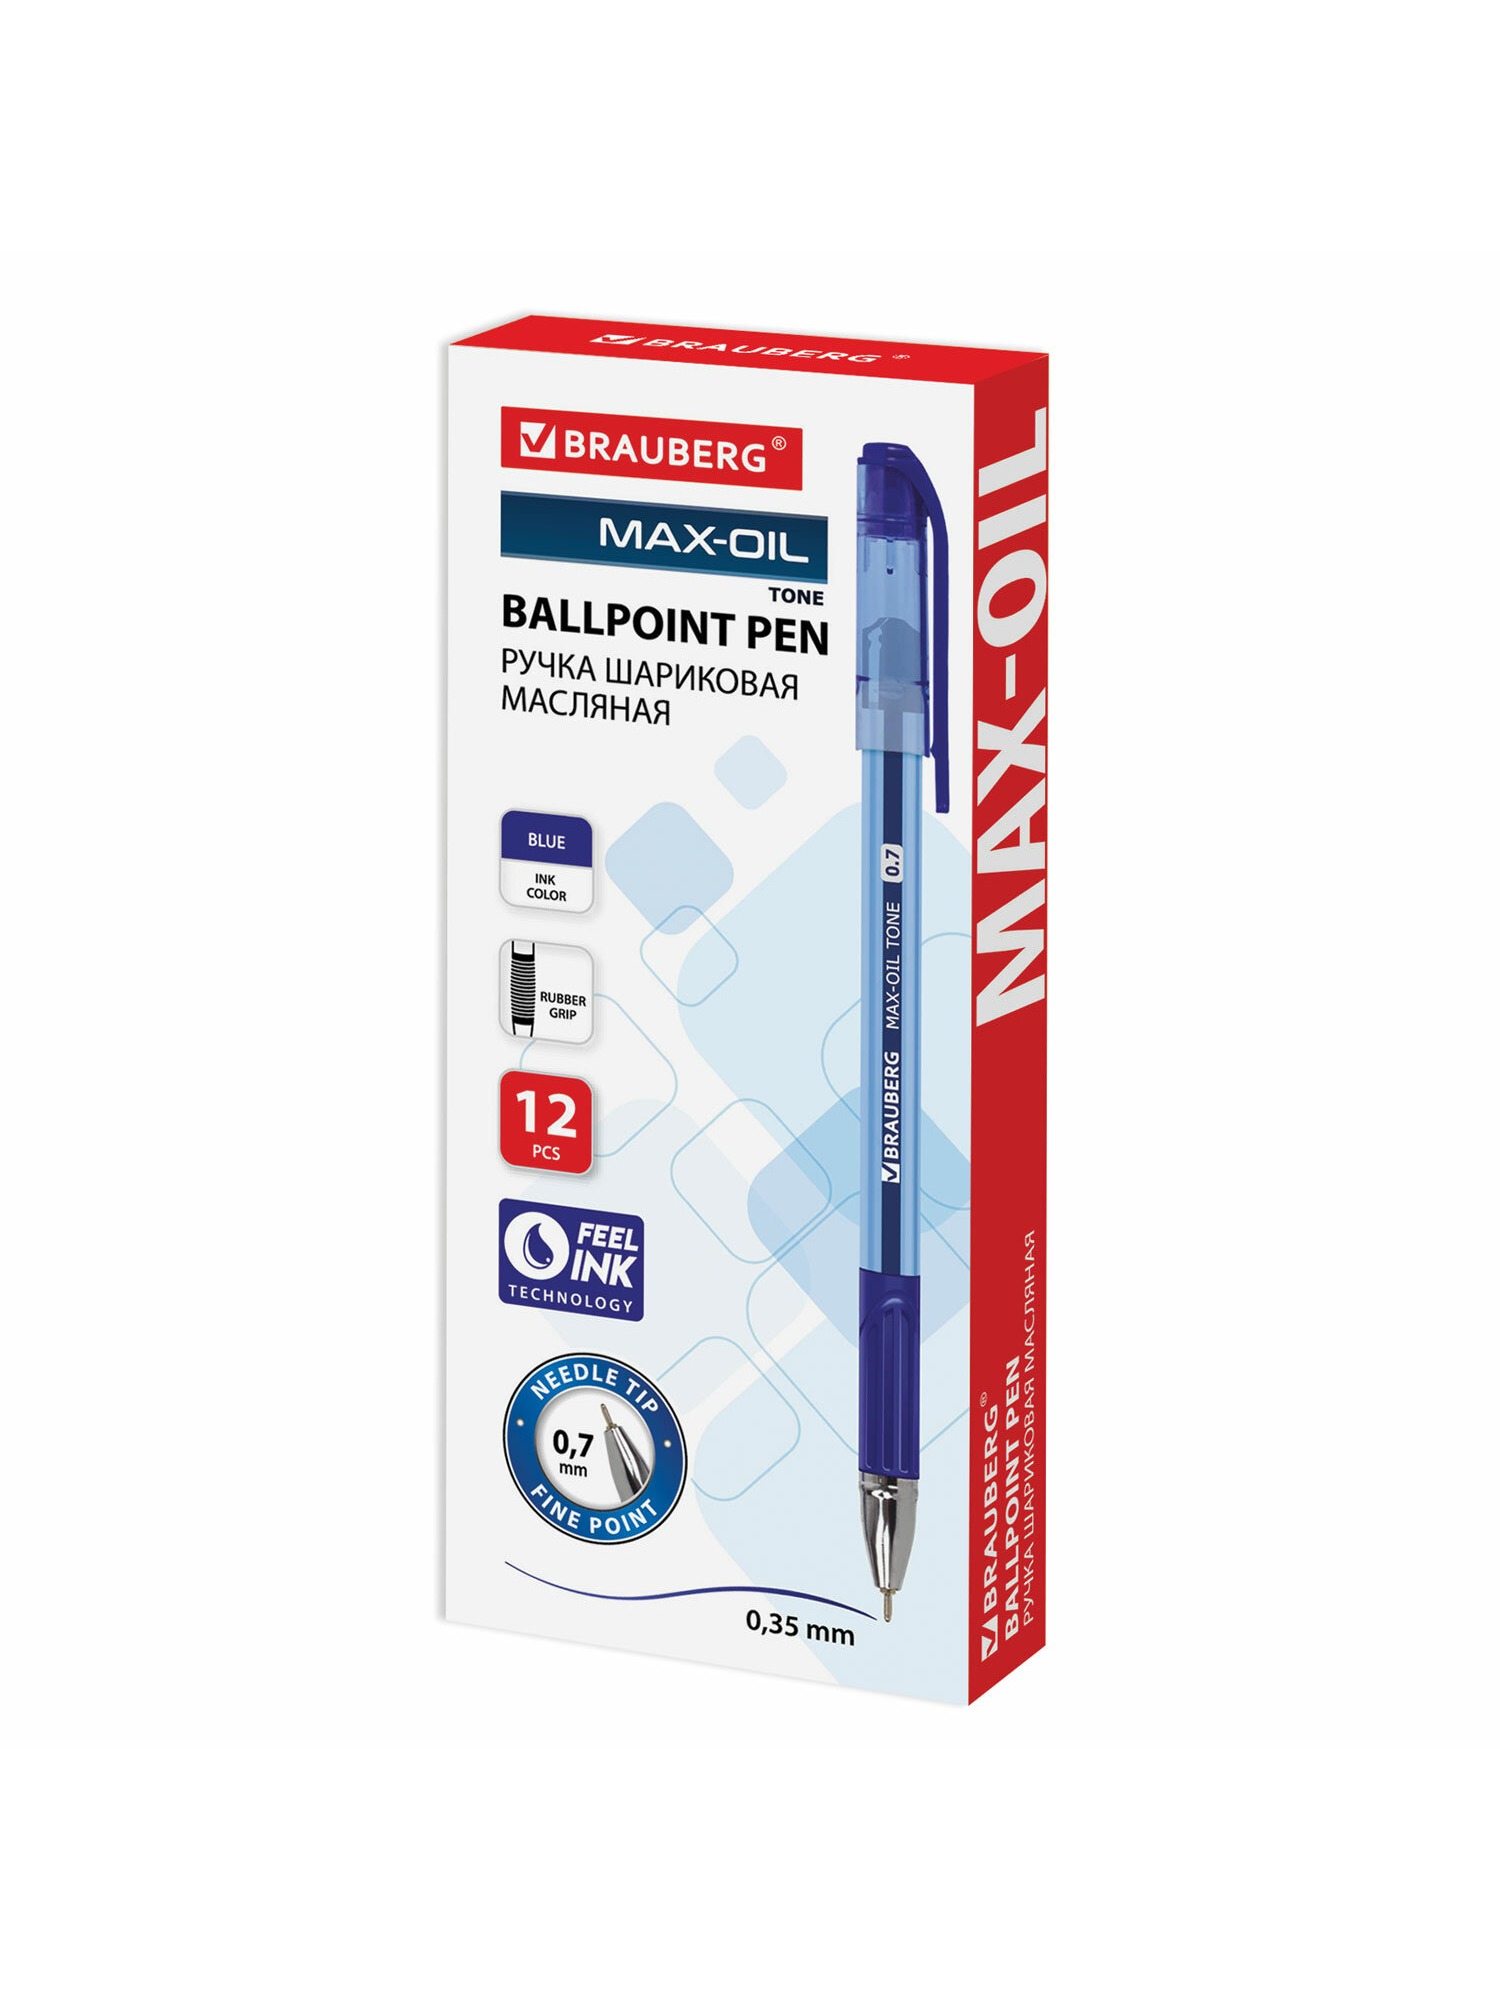 BRAUBERG ®
BRAUBERG®
MAX-OIL
TONE
BALLPOINT PEN
РУЧКА ШАРИКОВАЯ
МАСЛЯНАЯ
BLUE
INK
COLOR
RUBBER
GRIP
12
PCS
FEEL
INK
TECHNOLOGY
NEEDLE TIP
0,7
mm
FINE POINT
0,35 mm
BRAUBERG MAX-OIL TONE 0.7
MAX-OIL
BRAUBERG®
BALLPOINT PEN
РУЧКА ШАРИКОВАЯ МАСЛЯНАЯ